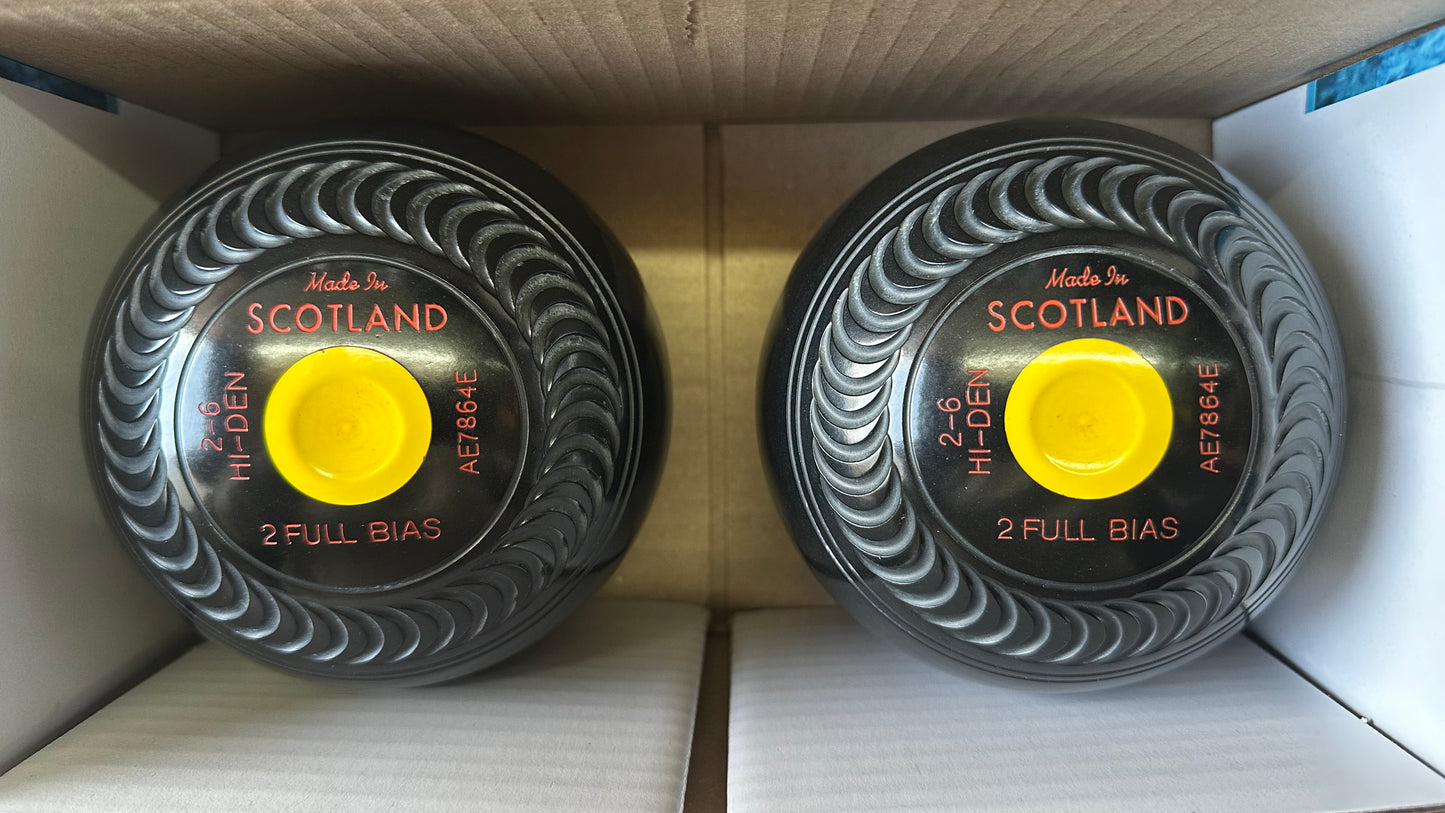 Made In
SCOTLAND
2-6
HI-DEN
AE7864E
2 FULL BIAS
Made In
SCOTLAND
2-6
HI-DEN
AE7864E
2 FULL BIAS